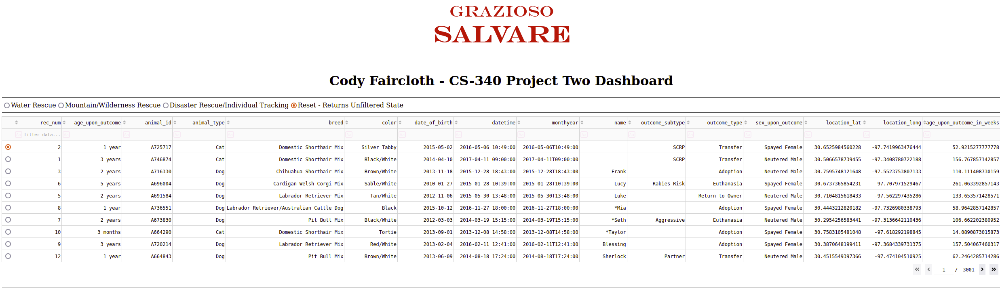 GRAZIOSO
SALVARE
Cody Faircloth - CS-340 Project Two Dashboard
Water Rescue Mountain/Wilderness Rescue Disaster Rescue/Individual Tracking Reset - Returns Unfiltered State
rec_num age_upon_outcome animal_id animal_type breed color date_of_birth datetime monthyear name outcome_subtype outcome_type sex_upon_outcome location_lat location_long age_upon_outcome_in_weeks
Aa filter data... Aa Aa Aa Aa Aa Aa Aa Aa Aa Aa Aa Aa Aa Aa Aa
2 1 year A725717 Cat Domestic Shorthair Mix Silver Tabby 2015-05-02 2016-05-06 10:49:00 2016-05-06T10:49:00 SCRP Transfer Spayed Female 30.6525984560228 -97.7419963476444 52.9215277777778
1 3 years A746874 Cat Domestic Shorthair Mix Black/White 2014-04-10 2017-04-11 09:00:00 2017-04-11T09:00:00 SCRP Transfer Neutered Male 30.5066578739455 -97.3408780722188 156.767857142857
3 2 years A716330 Dog Chihuahua Shorthair Mix Brown/White 2013-11-18 2015-12-28 18:43:00 2015-12-28T18:43:00 Frank Adoption Neutered Male 30.7595748121648 -97.5523753807133 110.111408730159
6 5 years A696004 Dog Cardigan Welsh Corgi Mix Sable/White 2010-01-27 2015-01-28 10:39:00 2015-01-28T10:39:00 Lucy Rabies Risk Euthanasia Spayed Female 30.6737365854231 -97.707971529467 261.063392857143
5 2 years A691584 Dog Labrador Retriever Mix Tan/White 2012-11-06 2015-05-30 13:48:00 2015-05-30T13:48:00 Luke Return to Owner Neutered Male 30.7104815618433 -97.562297435286 133.653571428571
8 1 year A736551 Dog Labrador Retriever/Australian Cattle Dog Black 2015-10-12 2016-11-27 18:00:00 2016-11-27T18:00:00 *Mia Adoption Spayed Female 30.4443212820182 -97.7326980338793 58.9642857142857
7 2 years A673830 Dog Pit Bull Mix Black/White 2012-03-03 2014-03-19 15:15:00 2014-03-19T15:15:00 *Seth Aggressive Euthanasia Neutered Male 30.2954256583441 -97.3136642110436 106.662202380952
10 3 months A664290 Cat Domestic Shorthair Mix Tortie 2013-09-01 2013-12-08 14:58:00 2013-12-08T14:58:00 *Taylor Adoption Spayed Female 30.7583105481048 -97.618292198845 14.0890873015873
9 3 years A720214 Dog Labrador Retriever Mix Red/White 2013-02-04 2016-02-11 12:41:00 2016-02-11T12:41:00 Blessing Adoption Spayed Female 30.3870648199411 -97.3684339731375 157.504067460317
12 1 year A664843 Dog Pit Bull Mix Brown/White 2013-06-09 2014-08-18 17:24:00 2014-08-18T17:24:00 Sherlock Partner Transfer Neutered Male 30.4515549397366 -97.474104510925 62.2464285714286
1 / 3001